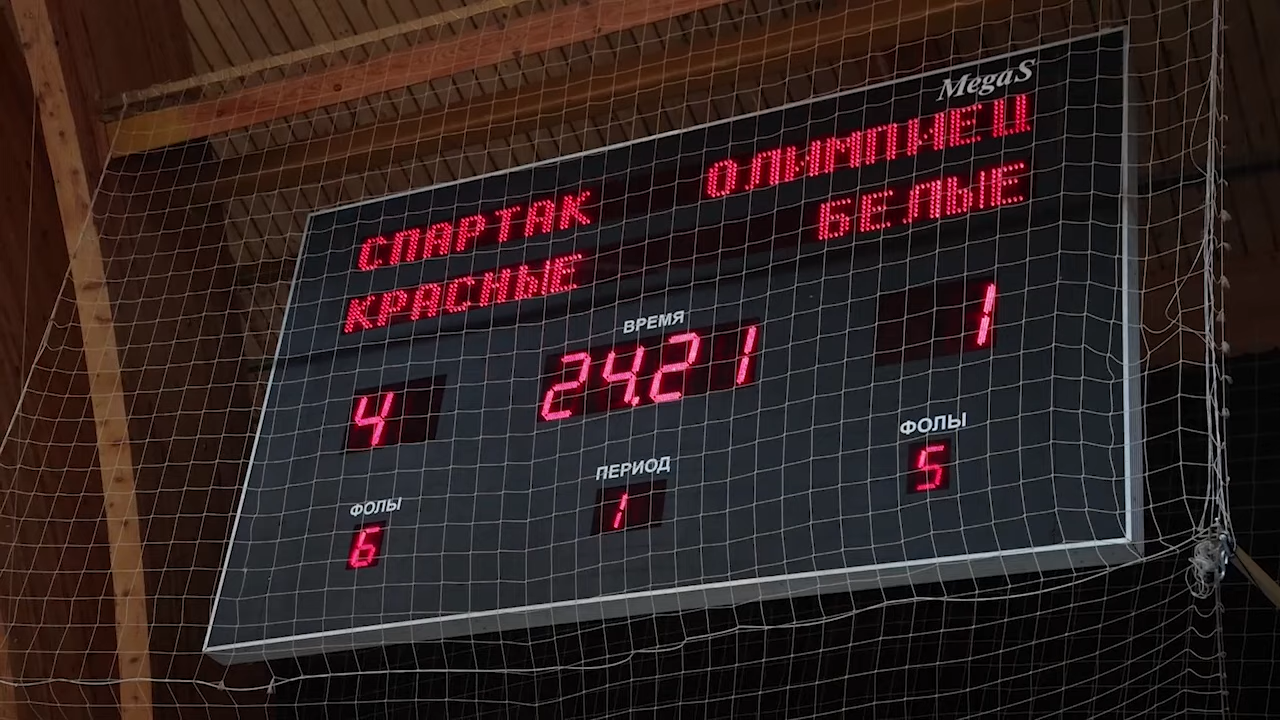 MegaS
СПАРТАК ОЛИМПИЕЦ
КРАСНЫЕ БЕЛЫЕ
ВРЕМЯ
4 24.21 1
ФОЛЫ ПЕРИОД ФОЛЫ
6 1 5